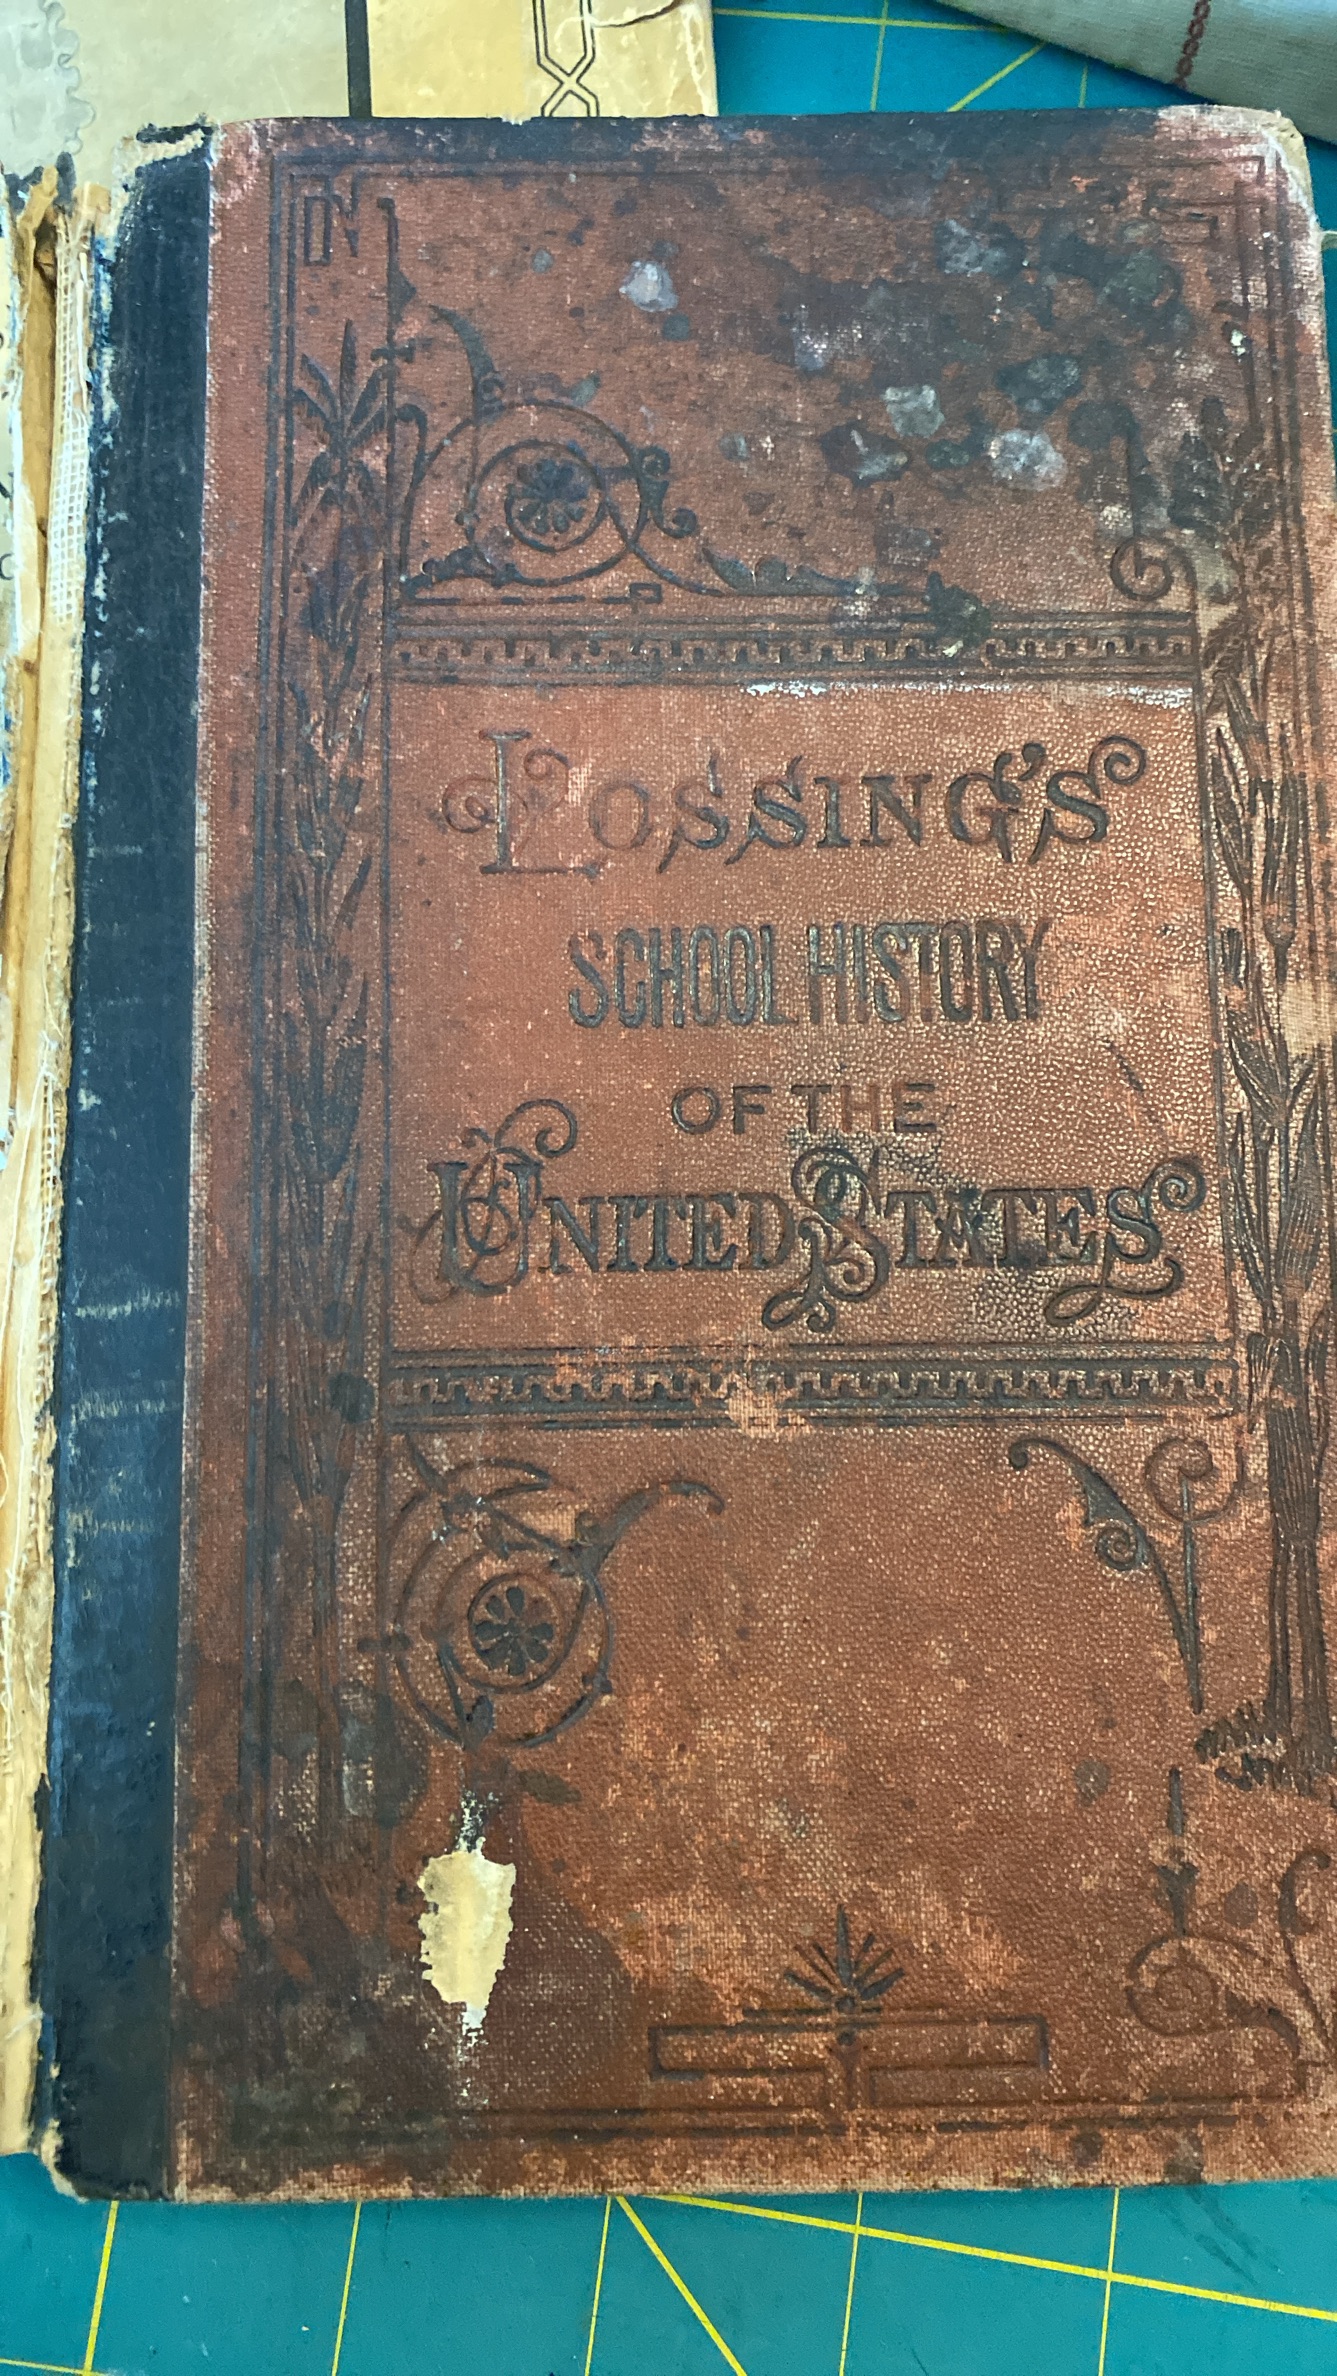 LOSSING'S
SCHOOL HISTORY
OF THE
UNITED STATES